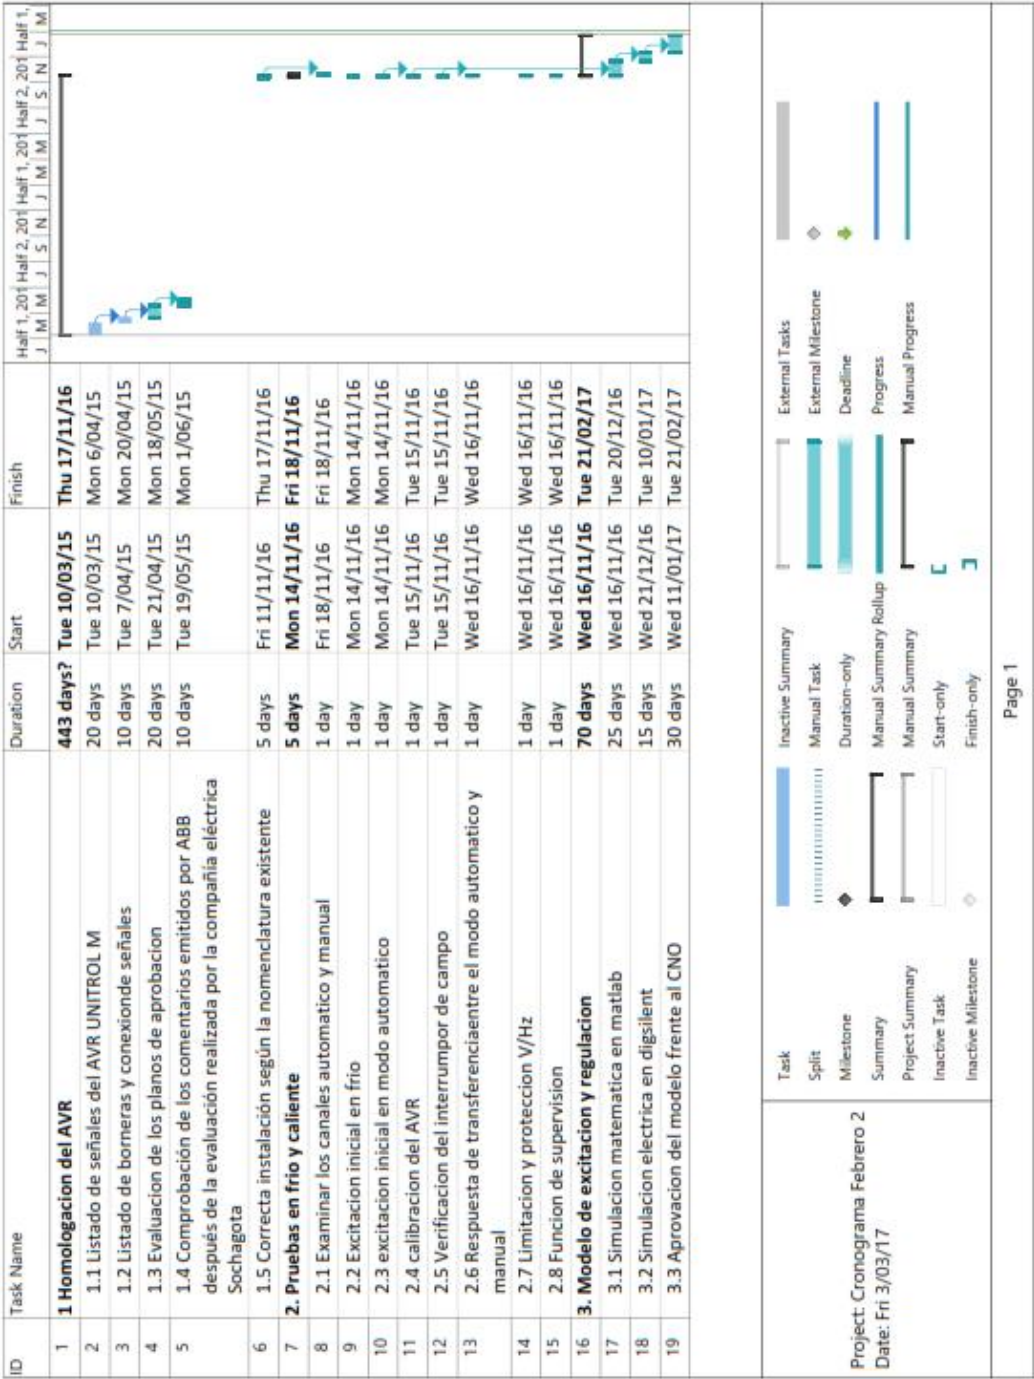 ID Task Name Duration Start Finish
Half 1, 201 Half 2, 201 Half 1, 201 Half 2, 201 Half 1,
J M M J S N J M M J S N J M
1 1 Homologacion del AVR 443 days? Tue 10/03/15 Thu 17/11/16
2 1.1 Listado de señales del AVR UNITROL M 20 days Tue 10/03/15 Mon 6/04/15
3 1.2 Listado de borneras y conexionde señales 10 days Tue 7/04/15 Mon 20/04/15
4 1.3 Evaluacion de los planos de aprobacion 20 days Tue 21/04/15 Mon 18/05/15
5 1.4 Comprobación de los comentarios emitidos por ABB 10 days Tue 19/05/15 Mon 1/06/15
después de la evaluación realizada por la compañía eléctrica
Sochagota
6 1.5 Correcta instalación según la nomenclatura existente 5 days Fri 11/11/16 Thu 17/11/16
7 2. Pruebas en frio y caliente 5 days Mon 14/11/16 Fri 18/11/16
8 2.1 Examinar los canales automatico y manual 1 day Fri 18/11/16 Fri 18/11/16
9 2.2 Excitacion inicial en frio 1 day Mon 14/11/16 Mon 14/11/16
10 2.3 excitacion inicial en modo automatico 1 day Mon 14/11/16 Mon 14/11/16
11 2.4 calibracion del AVR 1 day Tue 15/11/16 Tue 15/11/16
12 2.5 Verificacion del interrumpor de campo 1 day Tue 15/11/16 Tue 15/11/16
13 2.6 Respuesta de transferenciaentre el modo automatico y 1 day Wed 16/11/16 Wed 16/11/16
manual
14 2.7 Limitacion y proteccion V/Hz 1 day Wed 16/11/16 Wed 16/11/16
15 2.8 Funcion de supervision 1 day Wed 16/11/16 Wed 16/11/16
16 3. Modelo de excitacion y regulacion 70 days Wed 16/11/16 Tue 21/02/17
17 3.1 Simulacion matematica en matlab 25 days Wed 16/11/16 Tue 20/12/16
18 3.2 Simulacion electrica en digsilent 15 days Wed 21/12/16 Tue 10/01/17
19 3.3 Aprovacion del modelo frente al CNO 30 days Wed 11/01/17 Tue 21/02/17
Project: Cronograma Febrero 2
Date: Fri 3/03/17
Task Inactive Summary External Tasks
Split Manual Task External Milestone
Milestone Duration-only Deadline
Summary Manual Summary Rollup Progress
Project Summary Manual Summary Manual Progress
Inactive Task Start-only
Inactive Milestone Finish-only
Page 1